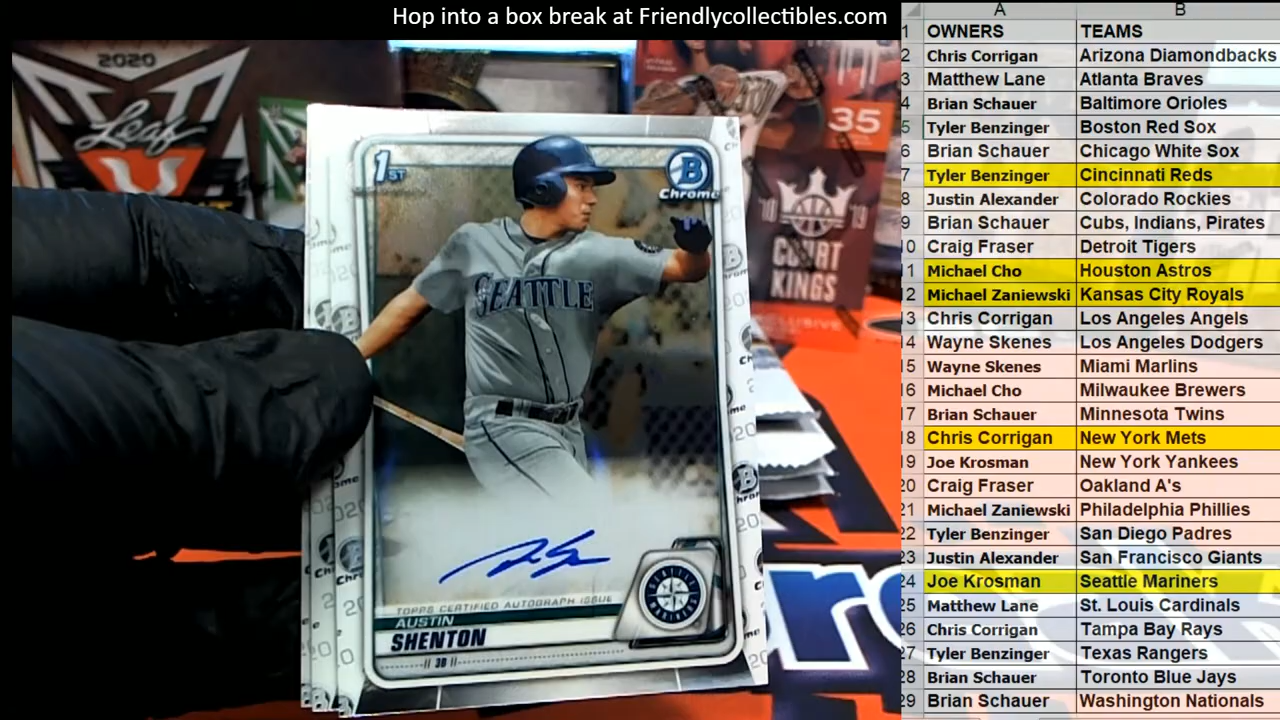 Hop into a box break at Friendlycollectibles.com
2020
Leaf
35
18 19
COURT
KINGS
1ST
B
Chrome
SEATTLE
TOPPS CERTIFIED AUTOGRAPH ISSUE
AUSTIN
SHENTON
3B
A B
1 OWNERS TEAMS
2 Chris Corrigan Arizona Diamondbacks
3 Matthew Lane Atlanta Braves
4 Brian Schauer Baltimore Orioles
5 Tyler Benzinger Boston Red Sox
6 Brian Schauer Chicago White Sox
7 Tyler Benzinger Cincinnati Reds
8 Justin Alexander Colorado Rockies
9 Brian Schauer Cubs, Indians, Pirates
10 Craig Fraser Detroit Tigers
11 Michael Cho Houston Astros
12 Michael Zaniewski Kansas City Royals
13 Chris Corrigan Los Angeles Angels
14 Wayne Skenes Los Angeles Dodgers
15 Wayne Skenes Miami Marlins
16 Michael Cho Milwaukee Brewers
17 Brian Schauer Minnesota Twins
18 Chris Corrigan New York Mets
19 Joe Krosman New York Yankees
20 Craig Fraser Oakland A's
21 Michael Zaniewski Philadelphia Phillies
22 Tyler Benzinger San Diego Padres
23 Justin Alexander San Francisco Giants
24 Joe Krosman Seattle Mariners
25 Matthew Lane St. Louis Cardinals
26 Chris Corrigan Tampa Bay Rays
27 Tyler Benzinger Texas Rangers
28 Brian Schauer Toronto Blue Jays
29 Brian Schauer Washington Nationals